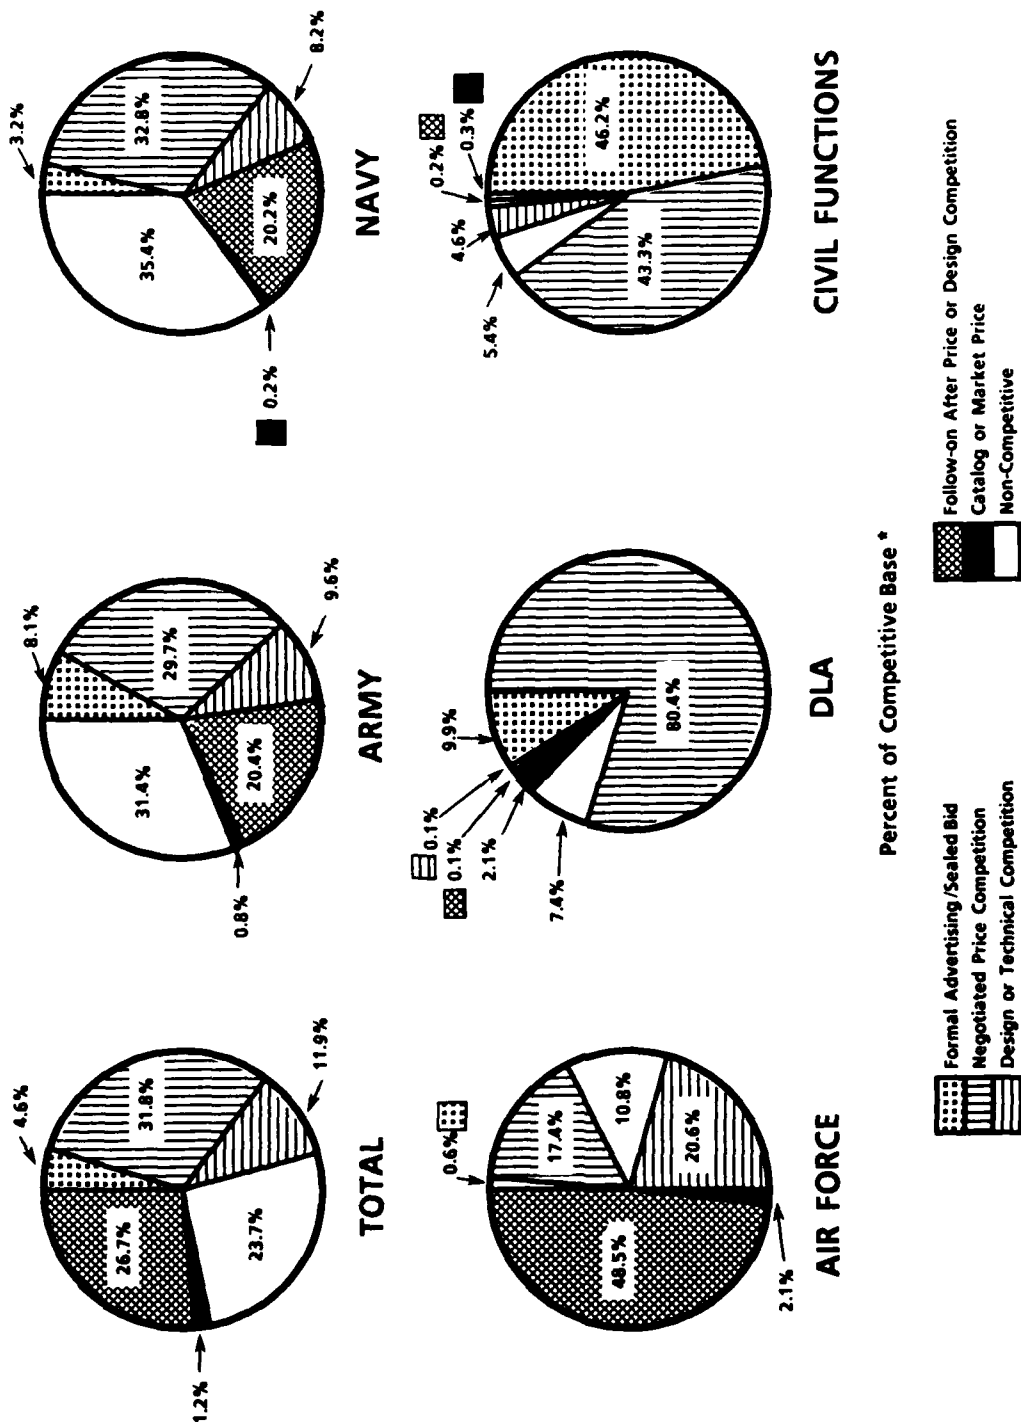 4.6%
31.8%
11.9%
23.7%
1.2%
26.7%
TOTAL
8.1%
29.7%
9.6%
20.4%
0.8%
31.4%
ARMY
3.2%
32.8%
8.2%
20.2%
0.2%
35.4%
NAVY
0.6%
17.4%
10.8%
20.6%
2.1%
48.5%
AIR FORCE
9.9%
0.1%
0.1%
2.1%
7.4%
80.4%
DLA
0.2%
0.3%
4.6%
5.4%
46.2%
43.3%
CIVIL FUNCTIONS
Percent of Competitive Base*
Formal Advertising/Sealed Bid
Negotiated Price Competition
Design or Technical Competition
Follow-on After Price or Design Competition
Catalog or Market Price
Non-Competitive